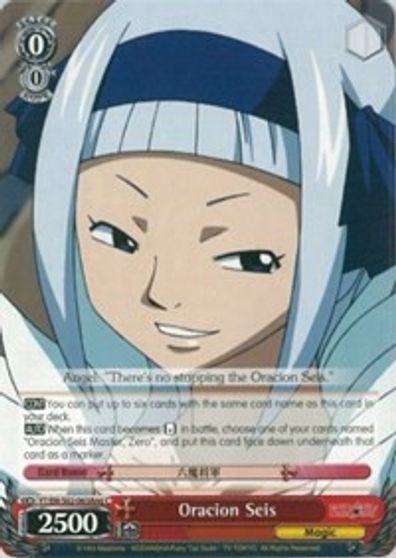 0
0
Angel: "There's no stopping the Oracion Seis."
CONT You can put up to six cards with the same card name as this card in
your deck.
AUTO When this card becomes in battle, choose one of your cards named
"Oracion Seis Master, Zero", and put this card face down underneath that
card as a marker.
Card Name 六魔将軍
2500
Oracion Seis
Magic